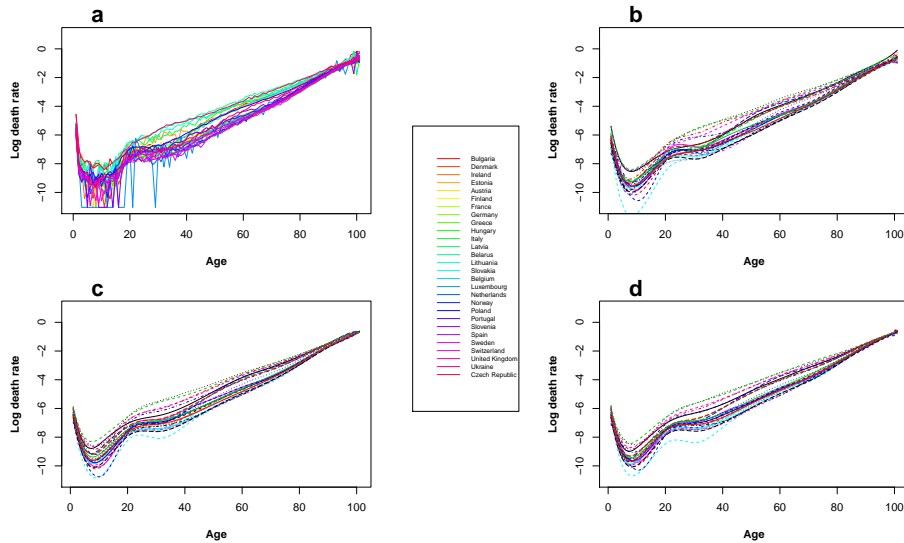 a
Log death rate
0
−2
−4
−6
−8
−10
0 20 40 60 80 100
Age
b
Log death rate
0
−2
−4
−6
−8
−10
0 20 40 60 80 100
Age
Bulgaria
Denmark
Ireland
Estonia
Austria
Finland
France
Germany
Greece
Hungary
Italy
Latvia
Belarus
Lithuania
Slovakia
Belgium
Luxembourg
Netherlands
Norway
Poland
Portugal
Slovenia
Spain
Sweden
Switzerland
United Kingdom
Ukraine
Czech Republic
c
Log death rate
0
−2
−4
−6
−8
−10
0 20 40 60 80 100
Age
d
Log death rate
0
−2
−4
−6
−8
−10
0 20 40 60 80 100
Age